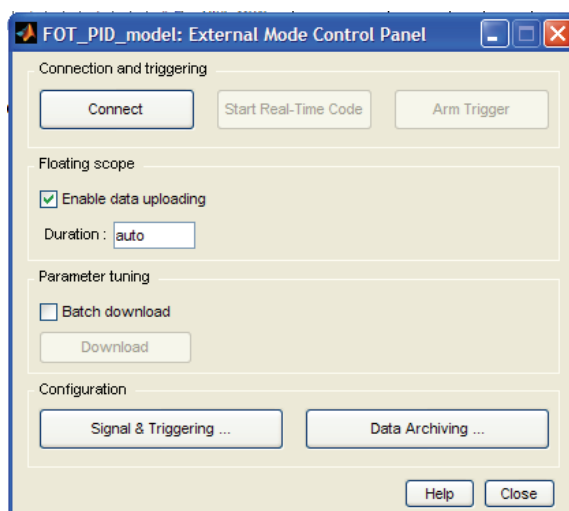 FOT_PID_model: External Mode Control Panel
Connection and triggering
Connect Start Real-Time Code Arm Trigger
Floating scope
Enable data uploading
Duration : auto
Parameter tuning
Batch download
Download
Configuration
Signal & Triggering ... Data Archiving ...
Help Close